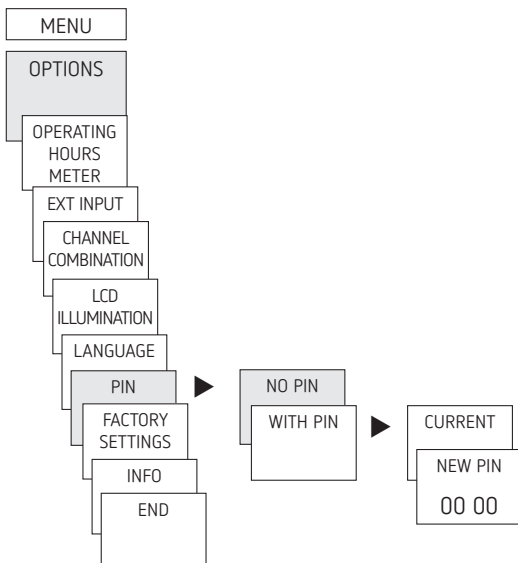 MENU
OPTIONS
OPERATING
HOURS
METER
EXT INPUT
CHANNEL
COMBINATION
LCD
ILLUMINATION
LANGUAGE
PIN
NO PIN
WITH PIN
CURRENT
NEW PIN
00 00
FACTORY
SETTINGS
INFO
END